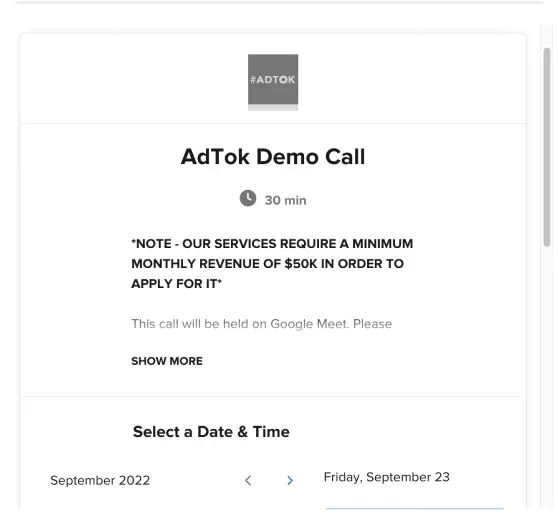 #ADTOK
AdTok Demo Call
30 min
*NOTE - OUR SERVICES REQUIRE A MINIMUM
MONTHLY REVENUE OF $50K IN ORDER TO
APPLY FOR IT*
This call will be held on Google Meet. Please
SHOW MORE
Select a Date & Time
September 2022
Friday, September 23